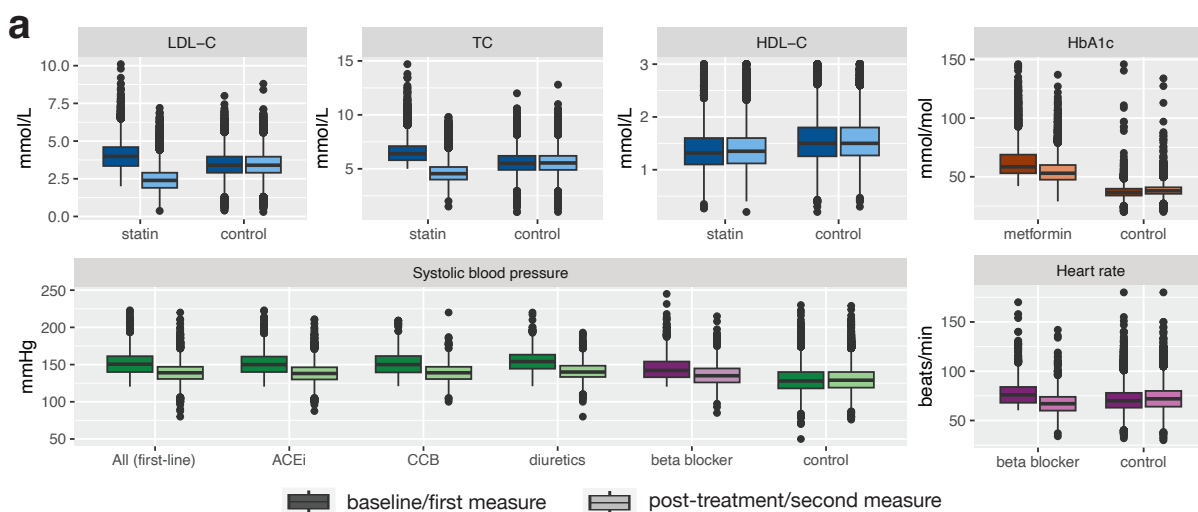 a
LDL−C
TC
HDL−C
HbA1c
mmol/L
10.0
7.5
5.0
2.5
0.0
statin
control
mmol/L
15
10
5
statin
control
mmol/L
3
2
1
statin
control
mmol/mol
150
100
50
metformin
control
Systolic blood pressure
Heart rate
mmHg
250
200
150
100
50
All (first−line)
ACEi
CCB
diuretics
beta blocker
control
beats/min
150
100
50
beta blocker
control
baseline/first measure
post-treatment/second measure